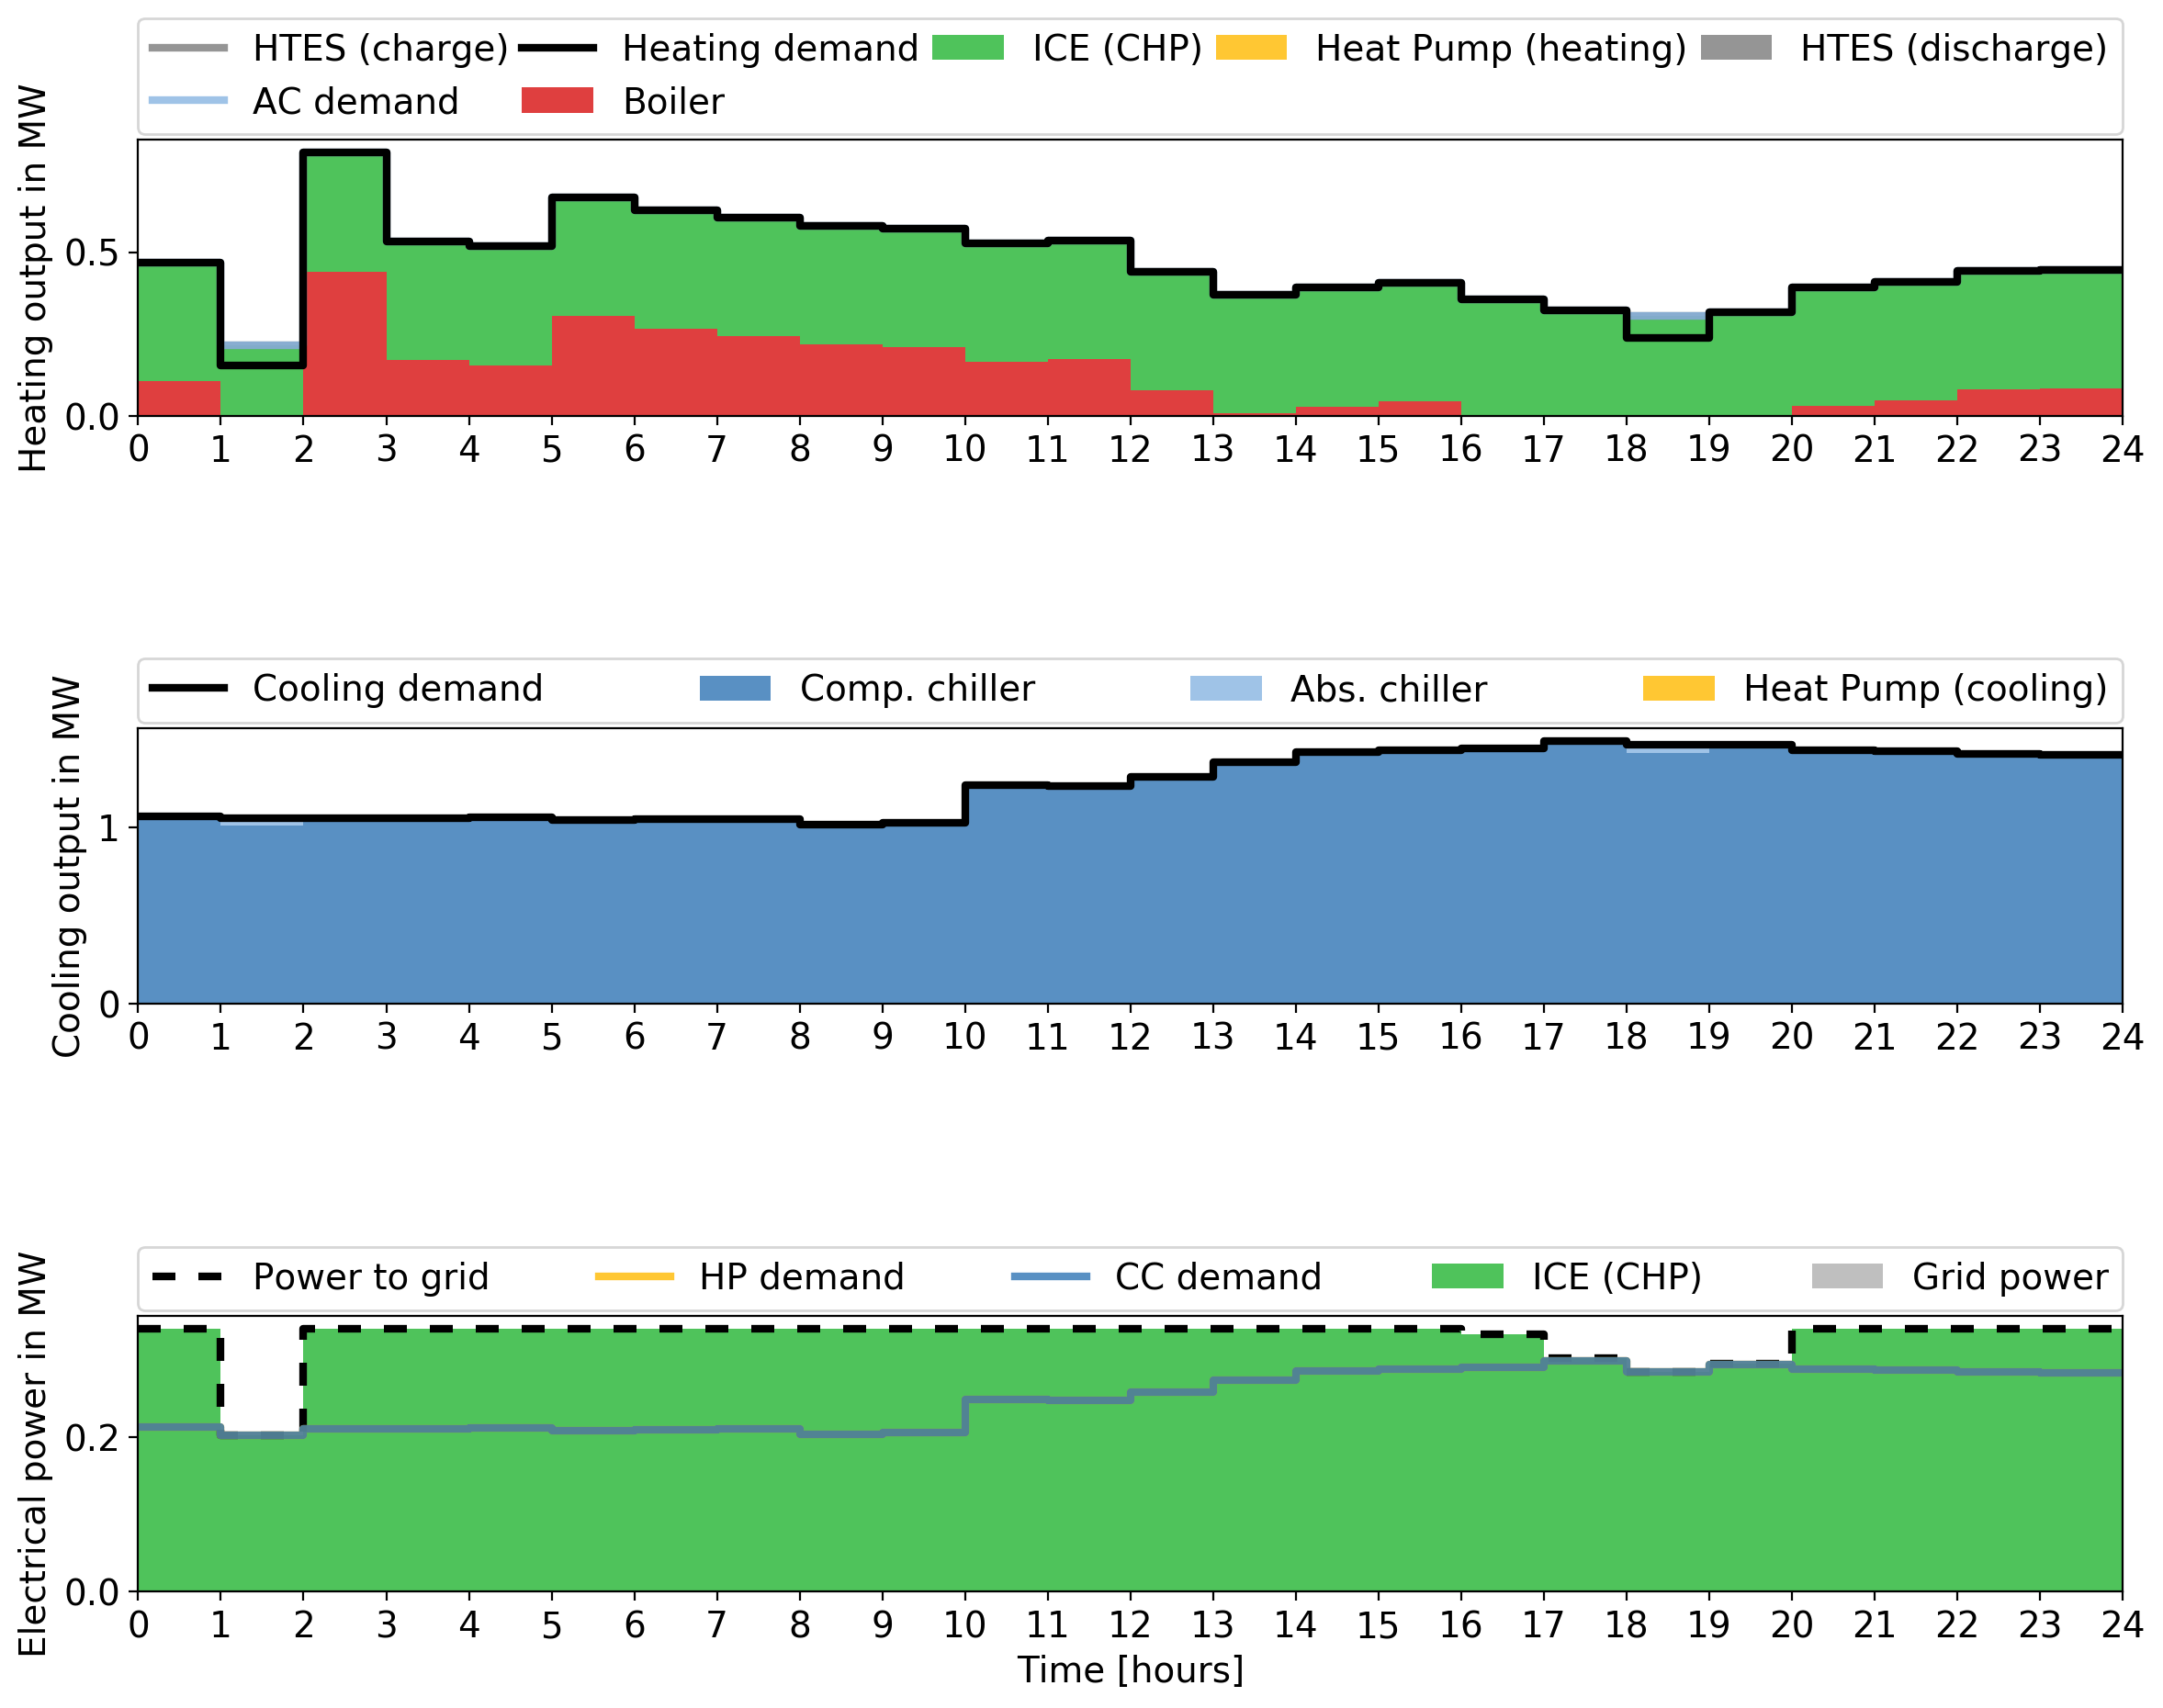 HTES (charge) Heating demand ICE (CHP) Heat Pump (heating) HTES (discharge)
AC demand Boiler
Heating output in MW
0.5
0.0
0 1 2 3 4 5 6 7 8 9 10 11 12 13 14 15 16 17 18 19 20 21 22 23 24
Cooling demand Comp. chiller Abs. chiller Heat Pump (cooling)
Cooling output in MW
1
0
0 1 2 3 4 5 6 7 8 9 10 11 12 13 14 15 16 17 18 19 20 21 22 23 24
Power to grid HP demand CC demand ICE (CHP) Grid power
Electrical power in MW
0.2
0.0
0 1 2 3 4 5 6 7 8 9 10 11 12 13 14 15 16 17 18 19 20 21 22 23 24
Time [hours]